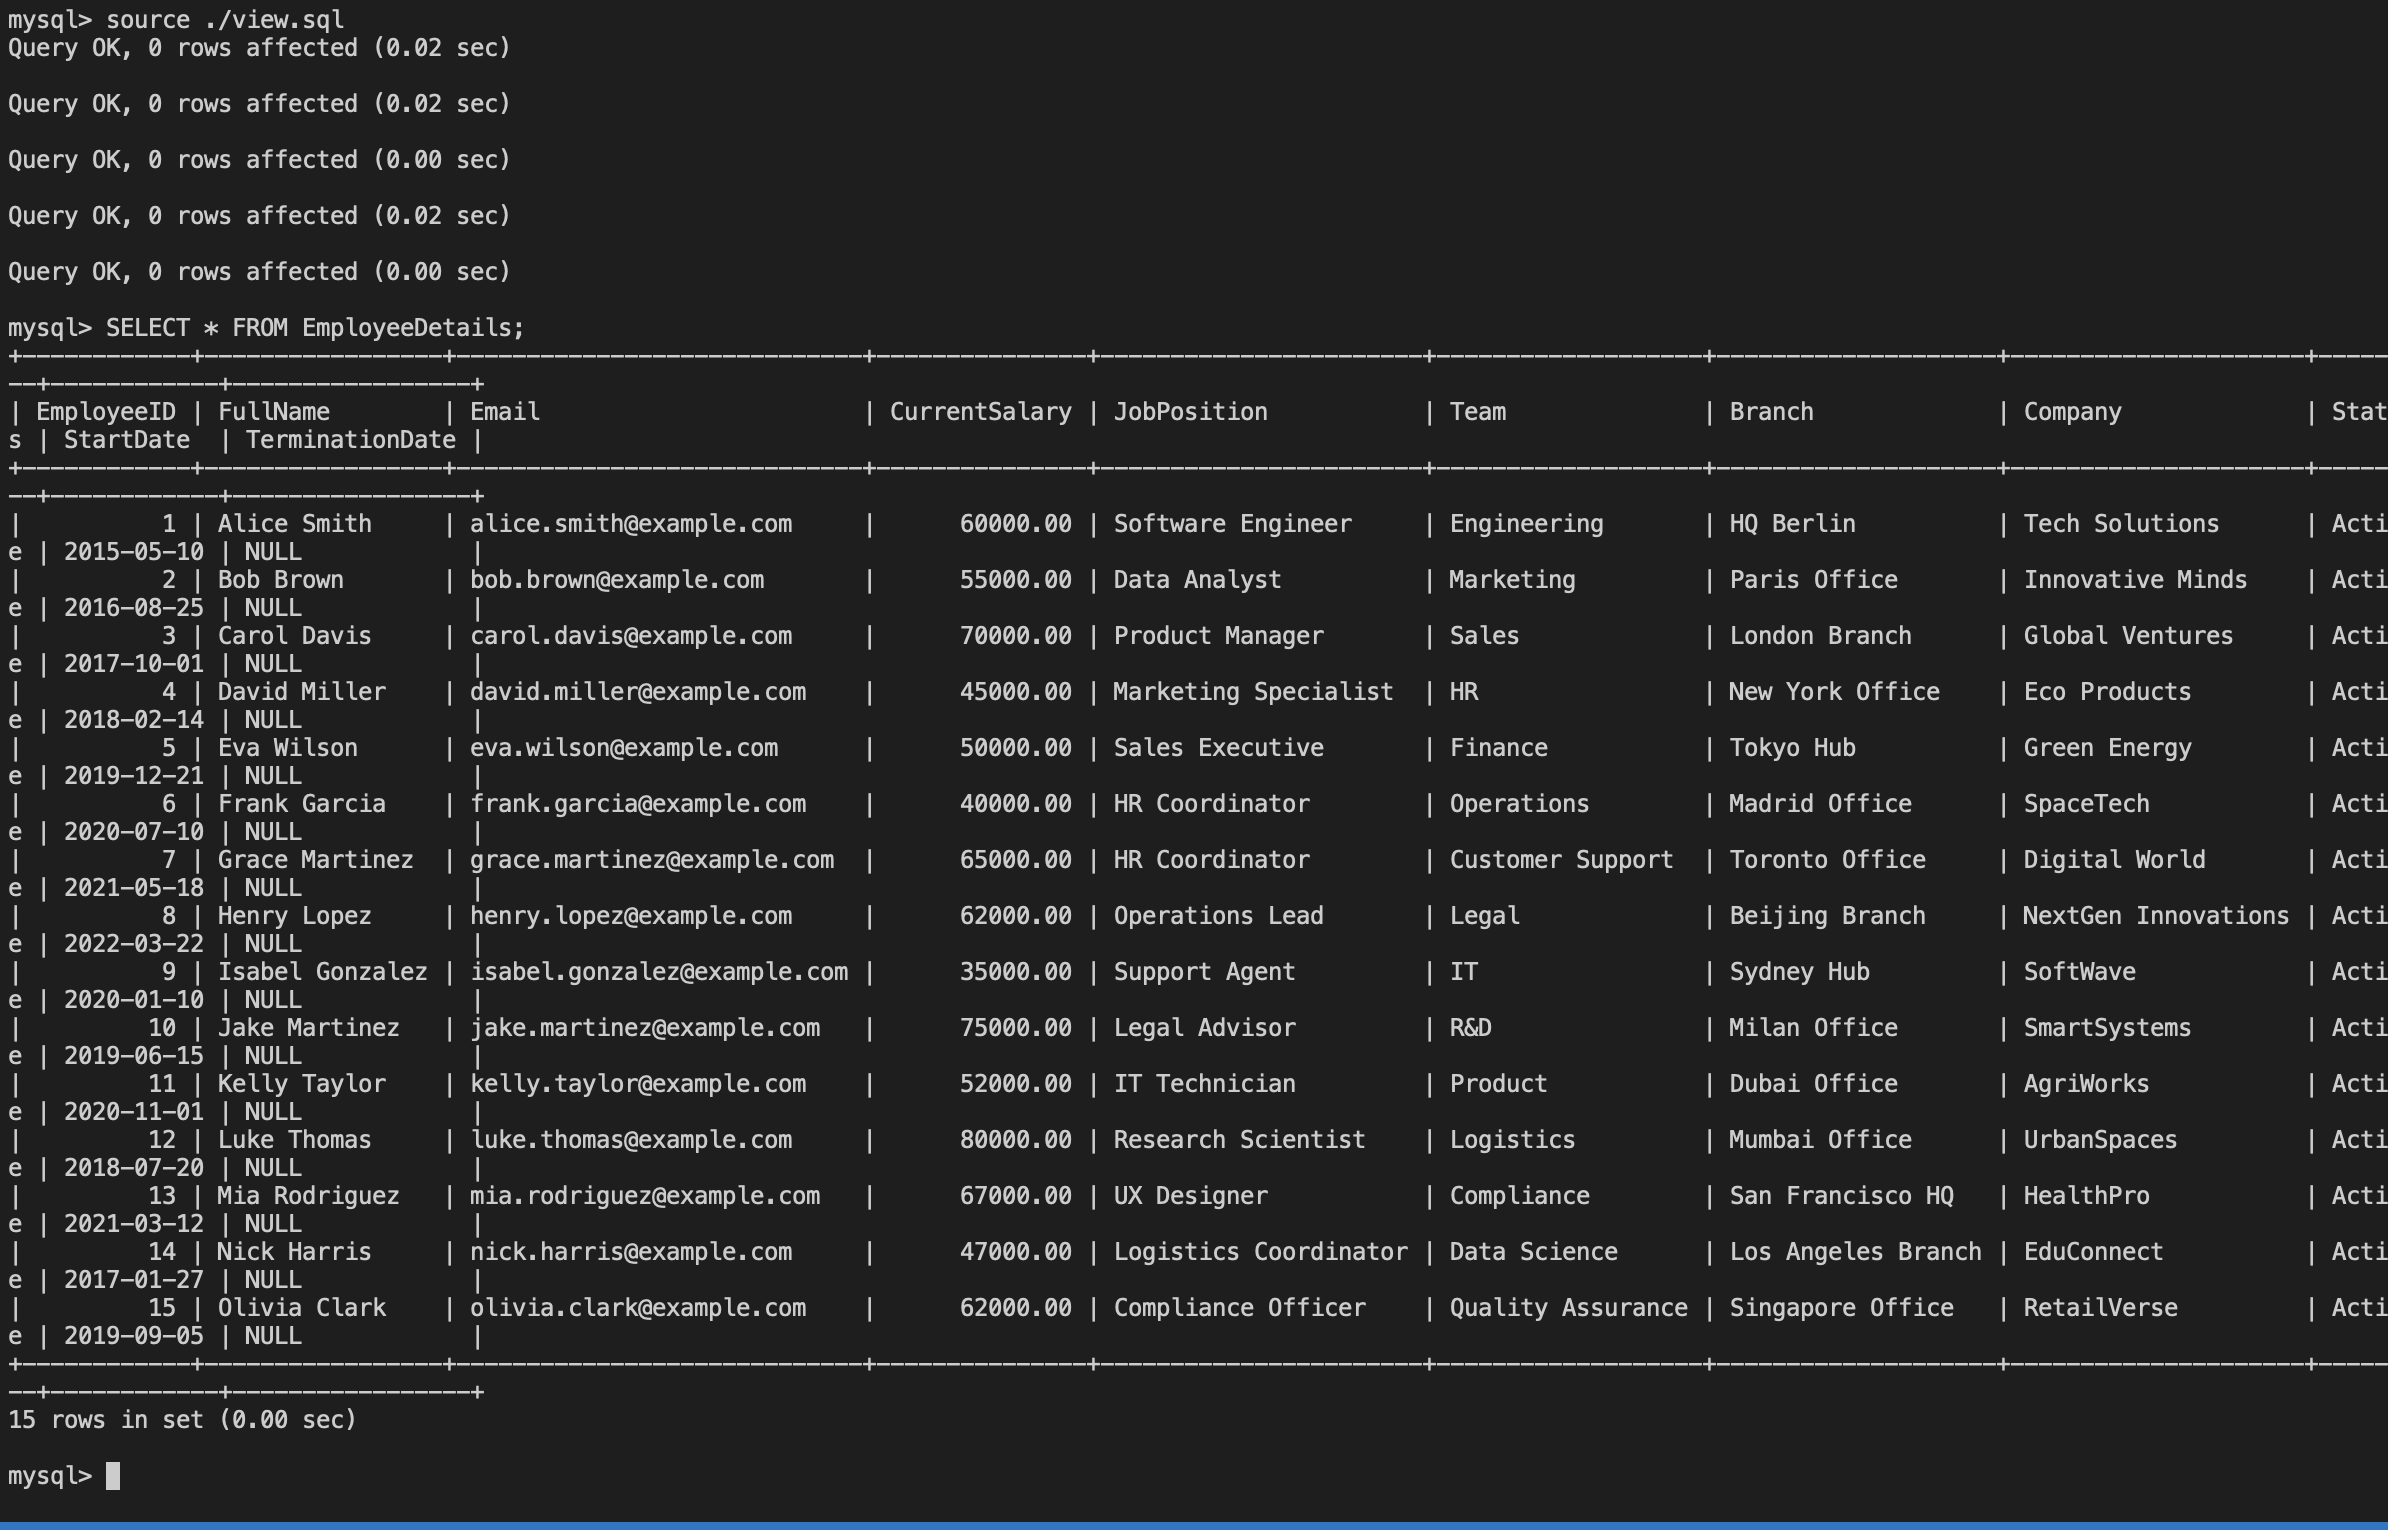 mysql> source ./view.sql
Query OK, 0 rows affected (0.02 sec)
Query OK, 0 rows affected (0.02 sec)
Query OK, 0 rows affected (0.00 sec)
Query OK, 0 rows affected (0.02 sec)
Query OK, 0 rows affected (0.00 sec)
mysql> SELECT * FROM EmployeeDetails;
+------------+-----------------+-----------------------------+---------------+-----------------------+-------------------+--------------------+---------------------+-----
--+------------+-----------------+
| EmployeeID | FullName        | Email                       | CurrentSalary | JobPosition           | Team              | Branch             | Company             | Stat
s | StartDate  | TerminationDate |
+------------+-----------------+-----------------------------+---------------+-----------------------+-------------------+--------------------+---------------------+-----
--+------------+-----------------+
|          1 | Alice Smith     | alice.smith@example.com     |      60000.00 | Software Engineer     | Engineering       | HQ Berlin          | Tech Solutions      | Acti
e | 2015-05-10 | NULL            |
|          2 | Bob Brown       | bob.brown@example.com       |      55000.00 | Data Analyst          | Marketing         | Paris Office       | Innovative Minds    | Acti
e | 2016-08-25 | NULL            |
|          3 | Carol Davis     | carol.davis@example.com     |      70000.00 | Product Manager       | Sales             | London Branch      | Global Ventures     | Acti
e | 2017-10-01 | NULL            |
|          4 | David Miller    | david.miller@example.com    |      45000.00 | Marketing Specialist  | HR                | New York Office    | Eco Products        | Acti
e | 2018-02-14 | NULL            |
|          5 | Eva Wilson      | eva.wilson@example.com      |      50000.00 | Sales Executive       | Finance           | Tokyo Hub          | Green Energy        | Acti
e | 2019-12-21 | NULL            |
|          6 | Frank Garcia    | frank.garcia@example.com    |      40000.00 | HR Coordinator        | Operations        | Madrid Office      | SpaceTech           | Acti
e | 2020-07-10 | NULL            |
|          7 | Grace Martinez  | grace.martinez@example.com  |      65000.00 | HR Coordinator        | Customer Support  | Toronto Office     | Digital World       | Acti
e | 2021-05-18 | NULL            |
|          8 | Henry Lopez     | henry.lopez@example.com     |      62000.00 | Operations Lead       | Legal             | Beijing Branch     | NextGen Innovations | Acti
e | 2022-03-22 | NULL            |
|          9 | Isabel Gonzalez | isabel.gonzalez@example.com |      35000.00 | Support Agent         | IT                | Sydney Hub         | SoftWave            | Acti
e | 2020-01-10 | NULL            |
|         10 | Jake Martinez   | jake.martinez@example.com   |      75000.00 | Legal Advisor         | R&D               | Milan Office       | SmartSystems        | Acti
e | 2019-06-15 | NULL            |
|         11 | Kelly Taylor    | kelly.taylor@example.com    |      52000.00 | IT Technician         | Product           | Dubai Office       | AgriWorks           | Acti
e | 2020-11-01 | NULL            |
|         12 | Luke Thomas     | luke.thomas@example.com     |      80000.00 | Research Scientist    | Logistics         | Mumbai Office      | UrbanSpaces         | Acti
e | 2018-07-20 | NULL            |
|         13 | Mia Rodriguez   | mia.rodriguez@example.com   |      67000.00 | UX Designer           | Compliance        | San Francisco HQ   | HealthPro           | Acti
e | 2021-03-12 | NULL            |
|         14 | Nick Harris     | nick.harris@example.com     |      47000.00 | Logistics Coordinator | Data Science      | Los Angeles Branch | EduConnect          | Acti
e | 2017-01-27 | NULL            |
|         15 | Olivia Clark    | olivia.clark@example.com    |      62000.00 | Compliance Officer    | Quality Assurance | Singapore Office   | RetailVerse         | Acti
e | 2019-09-05 | NULL            |
+------------+-----------------+-----------------------------+---------------+-----------------------+-------------------+--------------------+---------------------+-----
--+------------+-----------------+
15 rows in set (0.00 sec)
mysql>